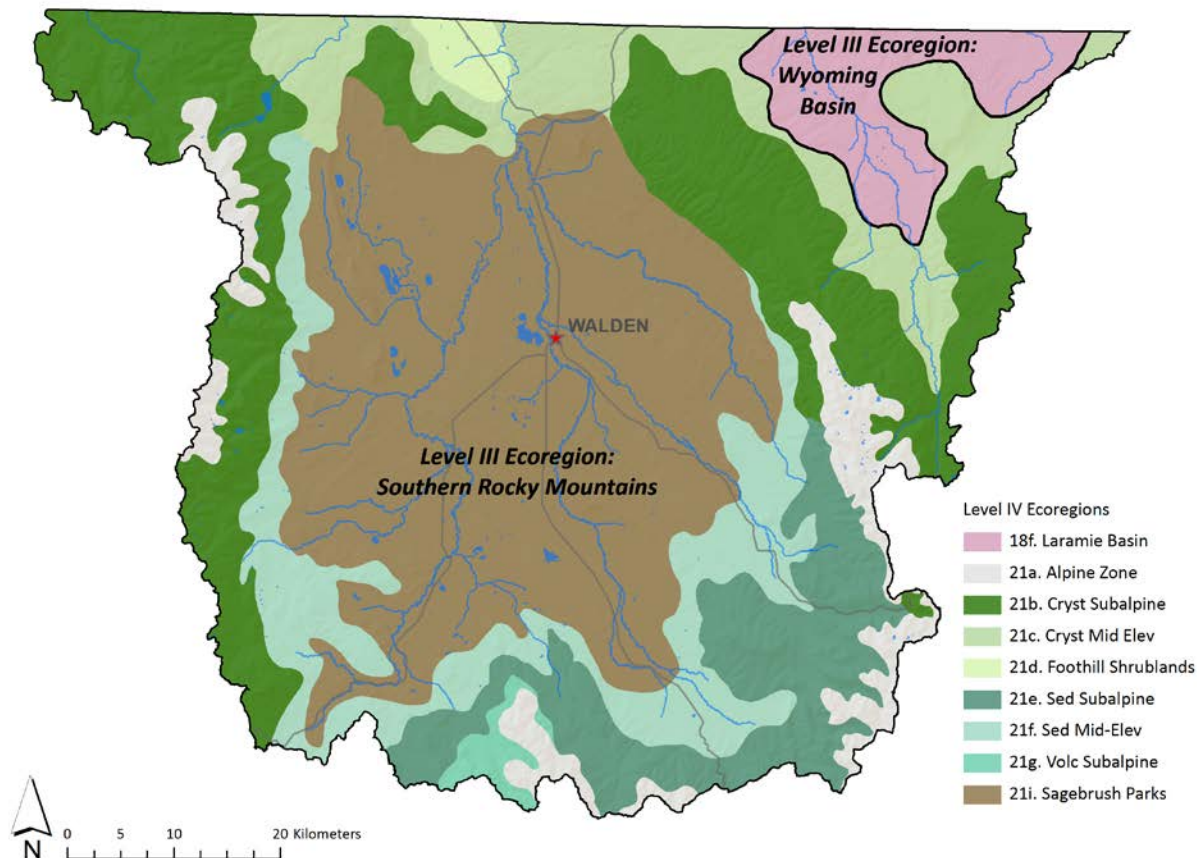 Level III Ecoregion:
Wyoming
Basin
WALDEN
Level III Ecoregion:
Southern Rocky Mountains
Level IV Ecoregions
18f. Laramie Basin
21a. Alpine Zone
21b. Cryst Subalpine
21c. Cryst Mid Elev
21d. Foothill Shrublands
21e. Sed Subalpine
21f. Sed Mid-Elev
21g. Volc Subalpine
21i. Sagebrush Parks
N
0 5 10 20 Kilometers